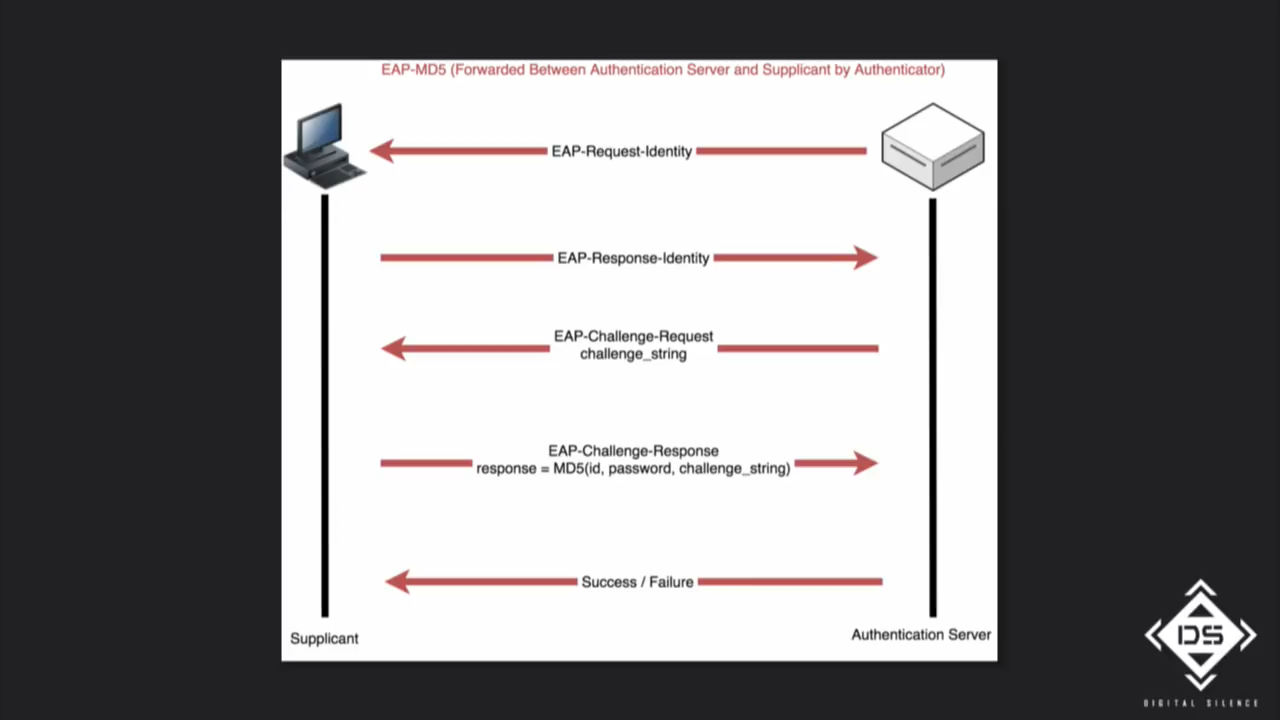 EAP-MD5 (Forwarded Between Authentication Server and Supplicant by Authenticator)
EAP-Request-Identity
EAP-Response-Identity
EAP-Challenge-Request
challenge_string
EAP-Challenge-Response
response = MD5(id, password, challenge_string)
Success / Failure
Supplicant
Authentication Server
DS
DIGITAL SILENCE